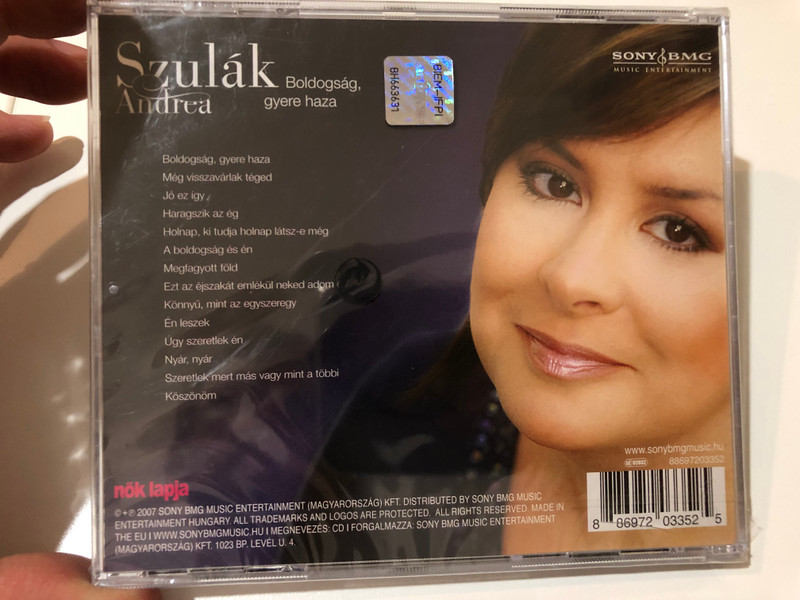 Szulák
Andrea
Boldogság,
gyere haza
BIEM-IFPI
BH663631
SONY BMG
MUSIC ENTERTAINMENT
Boldogság, gyere haza
Még visszavárlak téged
Jó ez így
Haragszik az ég
Holnap, ki tudja holnap látsz-e még
A boldogság és én
Megfagyott föld
Ezt az éjszakát emlékül neked adom
Könnyű, mint az egyszeregy
Én leszek
Úgy szeretlek én
Nyár, nyár
Szeretlek mert más vagy mint a többi
Köszönöm
www.sonybmgmusic.hu
88697203352
nők lapja
© + ℗ 2007 SONY BMG MUSIC ENTERTAINMENT (MAGYARORSZÁG) KFT. DISTRIBUTED BY SONY BMG MUSIC
ENTERTAINMENT HUNGARY. ALL TRADEMARKS AND LOGOS ARE PROTECTED. ALL RIGHTS RESERVED. MADE IN
THE EU I WWW.SONYBMGMUSIC.HU I MEGNEVEZÉS: CD I FORGALMAZZA: SONY BMG MUSIC ENTERTAINMENT
(MAGYARORSZÁG) KFT. 1023 BP. LEVÉL U. 4.
8 86972 03352 5